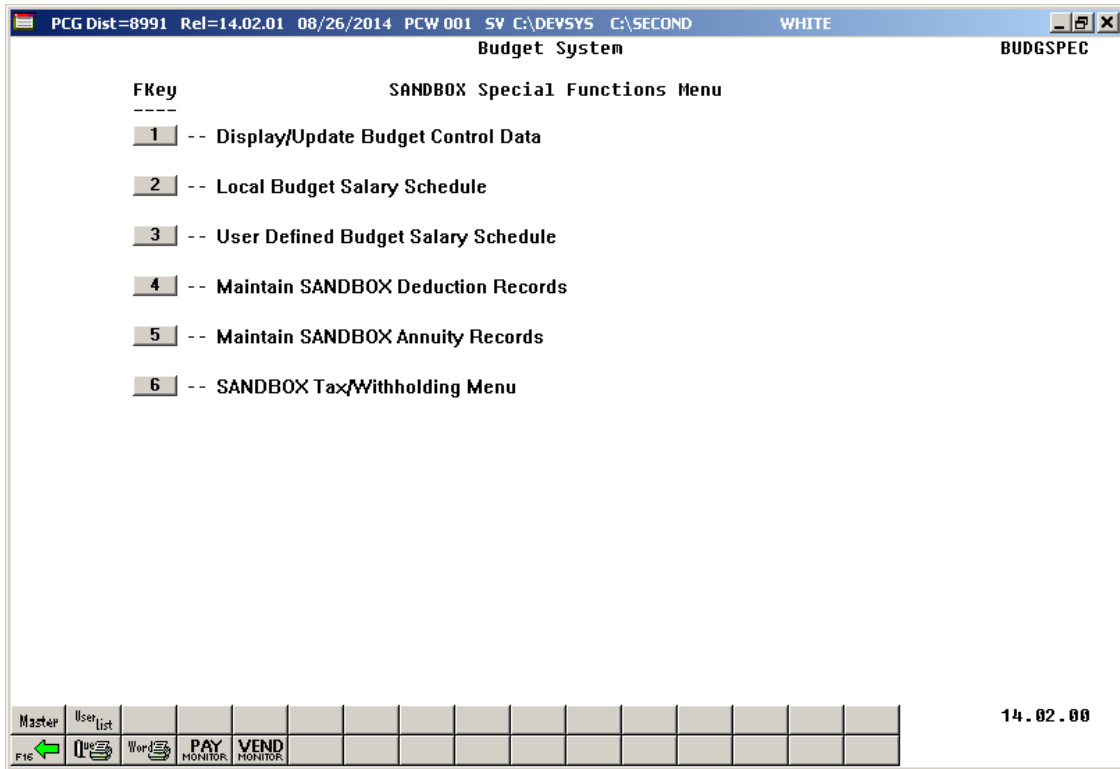 PCG Dist=8991 Rel=14.02.01 08/26/2014 PCW 001 SV C:\DEVSYS C:\SECOND WHITE
Budget System BUDGSPEC
FKey SANDBOX Special Functions Menu
----
1 -- Display/Update Budget Control Data
2 -- Local Budget Salary Schedule
3 -- User Defined Budget Salary Schedule
4 -- Maintain SANDBOX Deduction Records
5 -- Maintain SANDBOX Annuity Records
6 -- SANDBOX Tax/Withholding Menu
Master User List 14.02.00
F16 Que Word PAY MONITOR VEND MONITOR